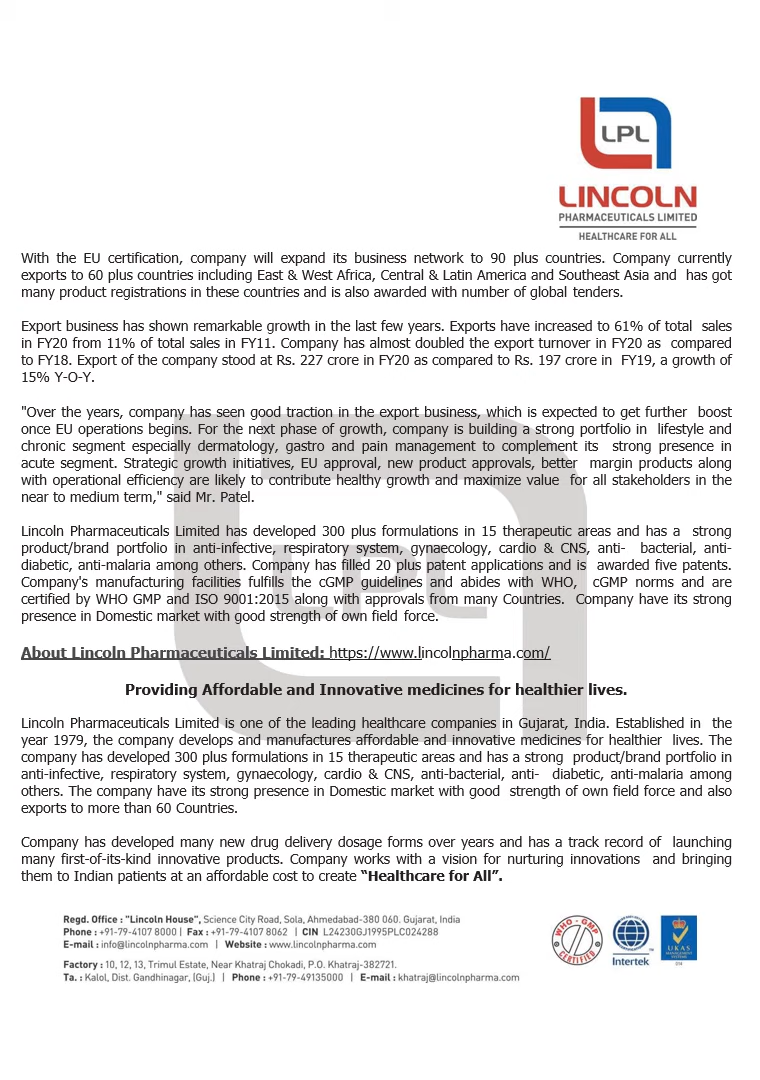 LPL
LINCOLN
PHARMACEUTICALS LIMITED
HEALTHCARE FOR ALL
With the EU certification, company will expand its business network to 90 plus countries. Company currently
exports to 60 plus countries including East & West Africa, Central & Latin America and Southeast Asia and has got
many product registrations in these countries and is also awarded with number of global tenders.
Export business has shown remarkable growth in the last few years. Exports have increased to 61% of total sales
in FY20 from 11% of total sales in FY11. Company has almost doubled the export turnover in FY20 as compared
to FY18. Export of the company stood at Rs. 227 crore in FY20 as compared to Rs. 197 crore in FY19, a growth of
15% Y-O-Y.
"Over the years, company has seen good traction in the export business, which is expected to get further boost
once EU operations begins. For the next phase of growth, company is building a strong portfolio in lifestyle and
chronic segment especially dermatology, gastro and pain management to complement its strong presence in
acute segment. Strategic growth initiatives, EU approval, new product approvals, better margin products along
with operational efficiency are likely to contribute healthy growth and maximize value for all stakeholders in the
near to medium term," said Mr. Patel.
Lincoln Pharmaceuticals Limited has developed 300 plus formulations in 15 therapeutic areas and has a strong
product/brand portfolio in anti-infective, respiratory system, gynaecology, cardio & CNS, anti- bacterial, anti-
diabetic, anti-malaria among others. Company has filled 20 plus patent applications and is awarded five patents.
Company's manufacturing facilities fulfills the cGMP guidelines and abides with WHO, cGMP norms and are
certified by WHO GMP and ISO 9001:2015 along with approvals from many Countries. Company have its strong
presence in Domestic market with good strength of own field force.
About Lincoln Pharmaceuticals Limited: https://www.lincolnpharma.com/
Providing Affordable and Innovative medicines for healthier lives.
Lincoln Pharmaceuticals Limited is one of the leading healthcare companies in Gujarat, India. Established in the
year 1979, the company develops and manufactures affordable and innovative medicines for healthier lives. The
company has developed 300 plus formulations in 15 therapeutic areas and has a strong product/brand portfolio in
anti-infective, respiratory system, gynaecology, cardio & CNS, anti-bacterial, anti- diabetic, anti-malaria among
others. The company have its strong presence in Domestic market with good strength of own field force and also
exports to more than 60 Countries.
Company has developed many new drug delivery dosage forms over years and has a track record of launching
many first-of-its-kind innovative products. Company works with a vision for nurturing innovations and bringing
them to Indian patients at an affordable cost to create “Healthcare for All”.
Regd. Office : "Lincoln House", Science City Road, Sola, Ahmedabad-380 060. Gujarat, India
Phone : +91-79-4107 8000 | Fax : +91-79-4107 8062 | CIN L24230GJ1995PLC024288
E-mail : info@lincolnpharma.com | Website : www.lincolnpharma.com
Factory : 10, 12, 13, Trimul Estate, Near Khatraj Chokadi, P.O. Khatraj-382721.
Ta. : Kalol, Dist. Gandhinagar, (Guj.) | Phone : +91-79-49135000 | E-mail : khatraj@lincolnpharma.com
WHO - GMP
CERTIFIED
Intertek
UKAS
MANAGEMENT
SYSTEMS
LPL